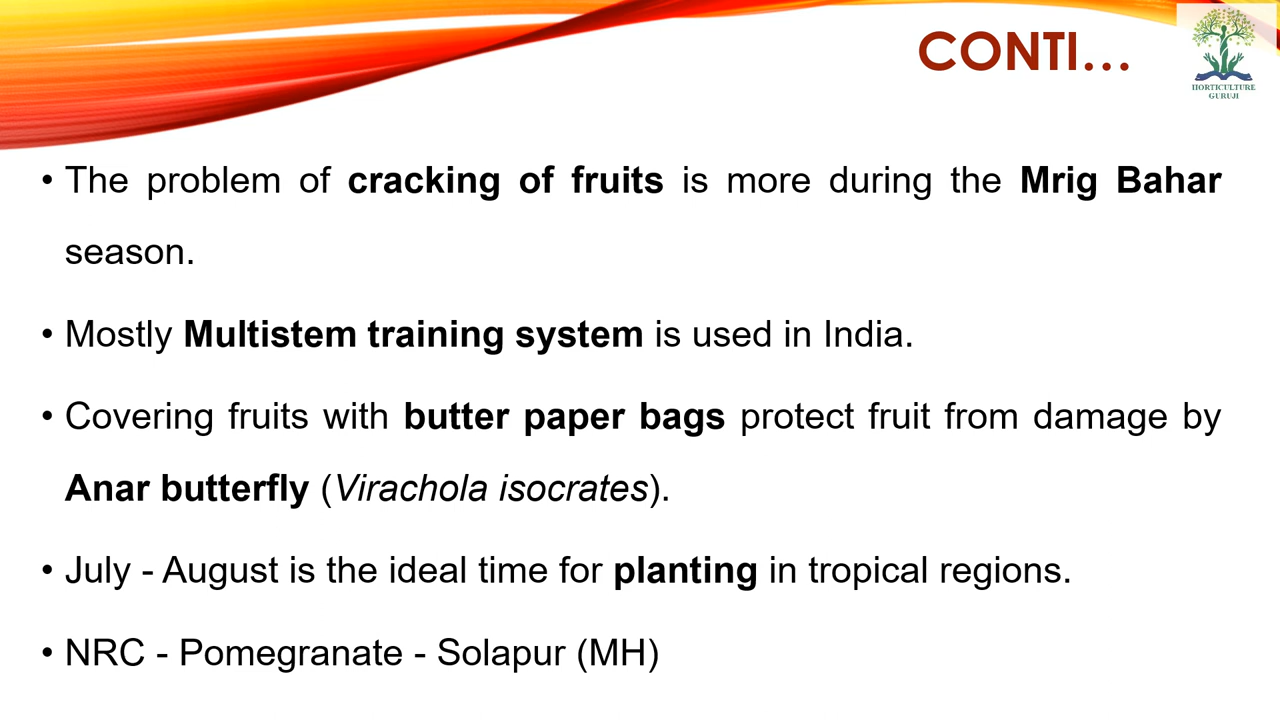 CONTI...
HORTICULTURE
GURUJI
• The problem of cracking of fruits is more during the Mrig Bahar
season.
• Mostly Multistem training system is used in India.
• Covering fruits with butter paper bags protect fruit from damage by
Anar butterfly (Virachola isocrates).
• July - August is the ideal time for planting in tropical regions.
• NRC - Pomegranate - Solapur (MH)